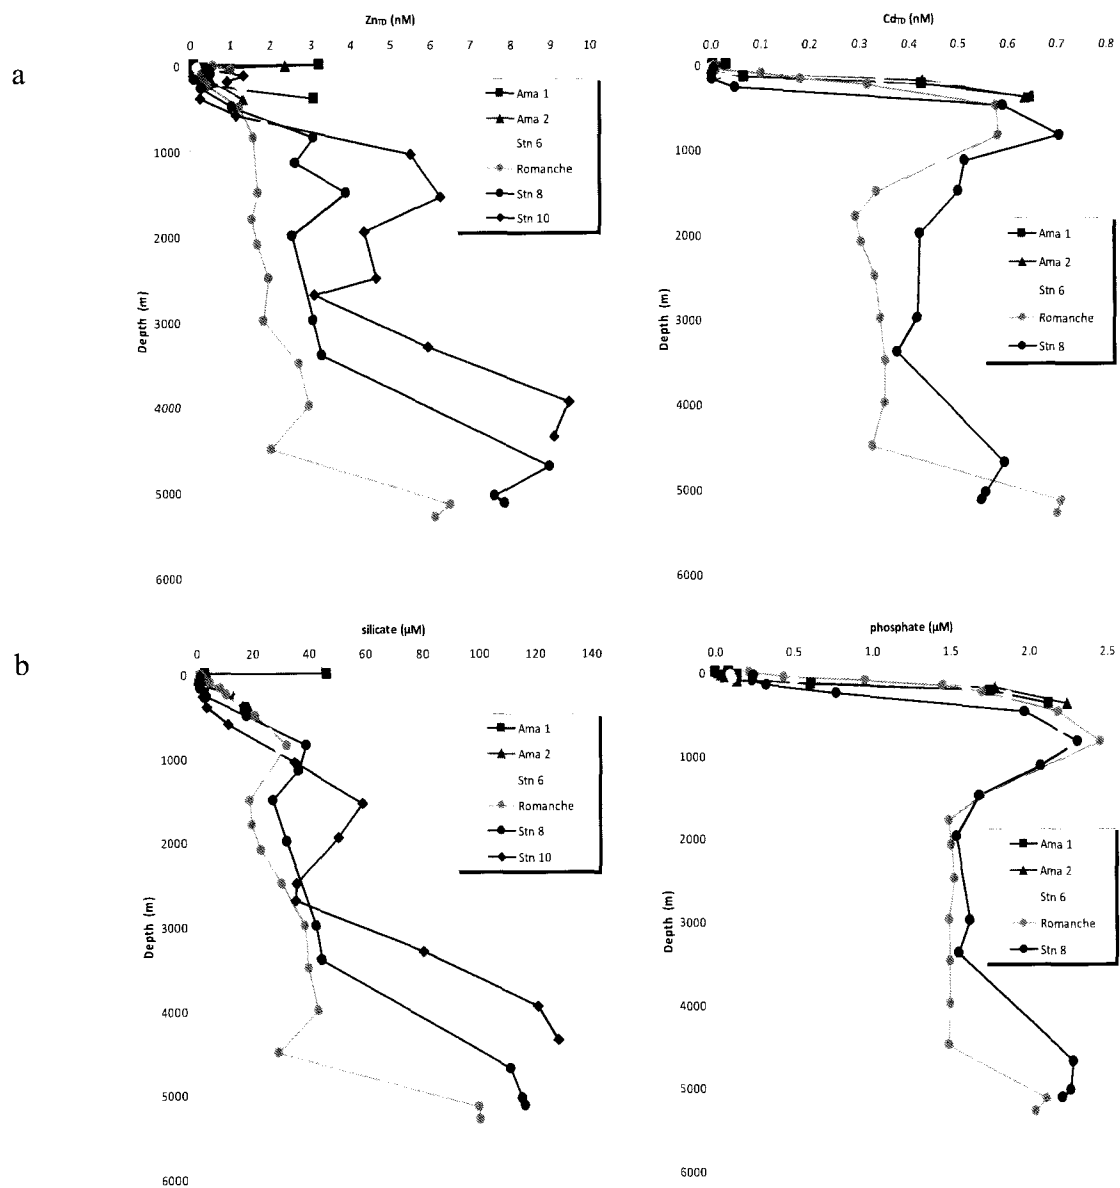 a
Zn_TD (nM)
0 1 2 3 4 5 6 7 8 9 10
0
1000
2000
3000
4000
5000
6000
Depth (m)
Ama 1
Ama 2
Stn 6
Romanche
Stn 8
Stn 10
Cd_TD (nM)
0.0 0.1 0.2 0.3 0.4 0.5 0.6 0.7 0.8
0
1000
2000
3000
4000
5000
6000
Depth (m)
Ama 1
Ama 2
Stn 6
Romanche
Stn 8
b
silicate (µM)
0 20 40 60 80 100 120 140
0
1000
2000
3000
4000
5000
6000
Depth (m)
Ama 1
Ama 2
Stn 6
Romanche
Stn 8
Stn 10
phosphate (µM)
0.0 0.5 1.0 1.5 2.0 2.5
0
1000
2000
3000
4000
5000
6000
Depth (m)
Ama 1
Ama 2
Stn 6
Romanche
Stn 8